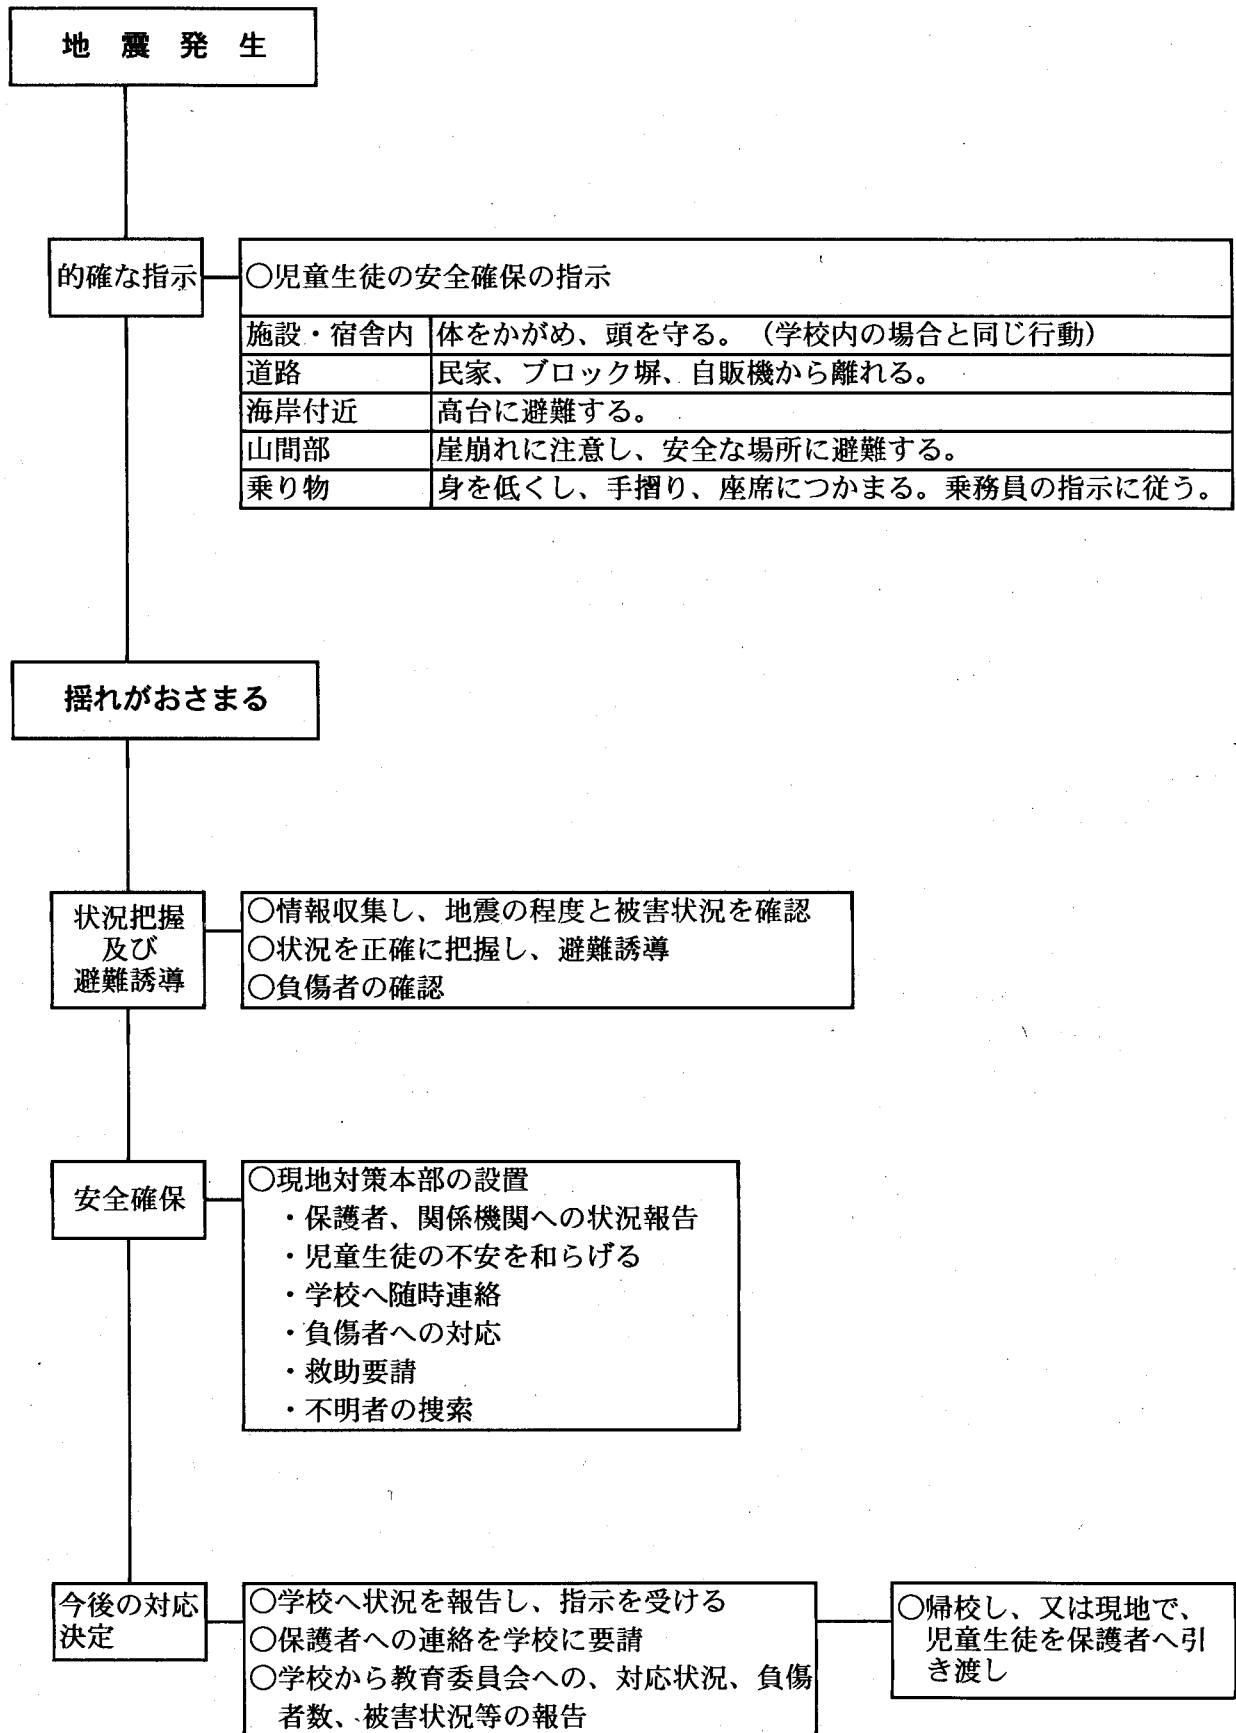 地震発生
的確な指示
○児童生徒の安全確保の指示
施設・宿舎内 体をかがめ、頭を守る。（学校内の場合と同じ行動）
道路 民家、ブロック塀、自販機から離れる。
海岸付近 高台に避難する。
山間部 崖崩れに注意し、安全な場所に避難する。
乗り物 身を低くし、手摺り、座席につかまる。乗務員の指示に従う。
揺れがおさまる
状況把握
及び
避難誘導
○情報収集し、地震の程度と被害状況を確認
○状況を正確に把握し、避難誘導
○負傷者の確認
安全確保
○現地対策本部の設置
・保護者、関係機関への状況報告
・児童生徒の不安を和らげる
・学校へ随時連絡
・負傷者への対応
・救助要請
・不明者の捜索
今後の対応
決定
○学校へ状況を報告し、指示を受ける
○保護者への連絡を学校に要請
○学校から教育委員会への、対応状況、負傷
者数、被害状況等の報告
○帰校し、又は現地で、
児童生徒を保護者へ引
き渡し